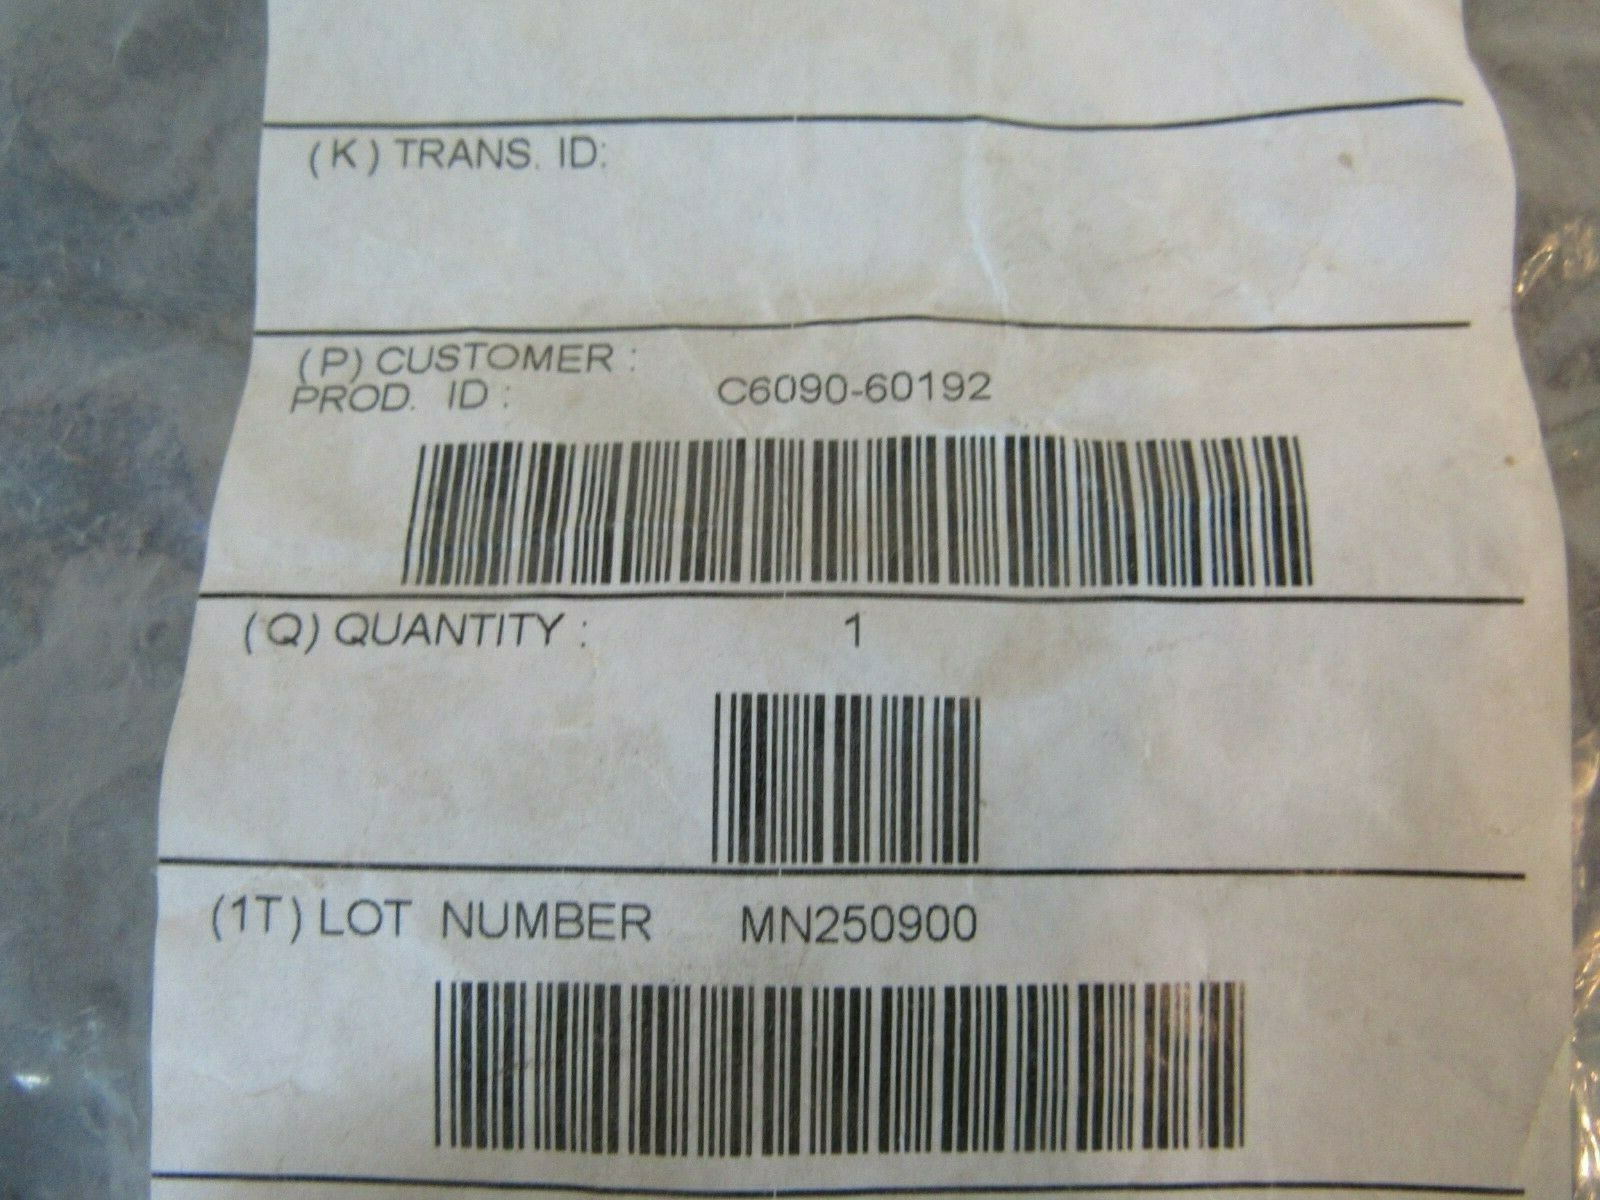 (K) TRANS. ID:
(P) CUSTOMER :
PROD. ID : C6090-60192
(Q) QUANTITY : 1
(1T) LOT NUMBER MN250900